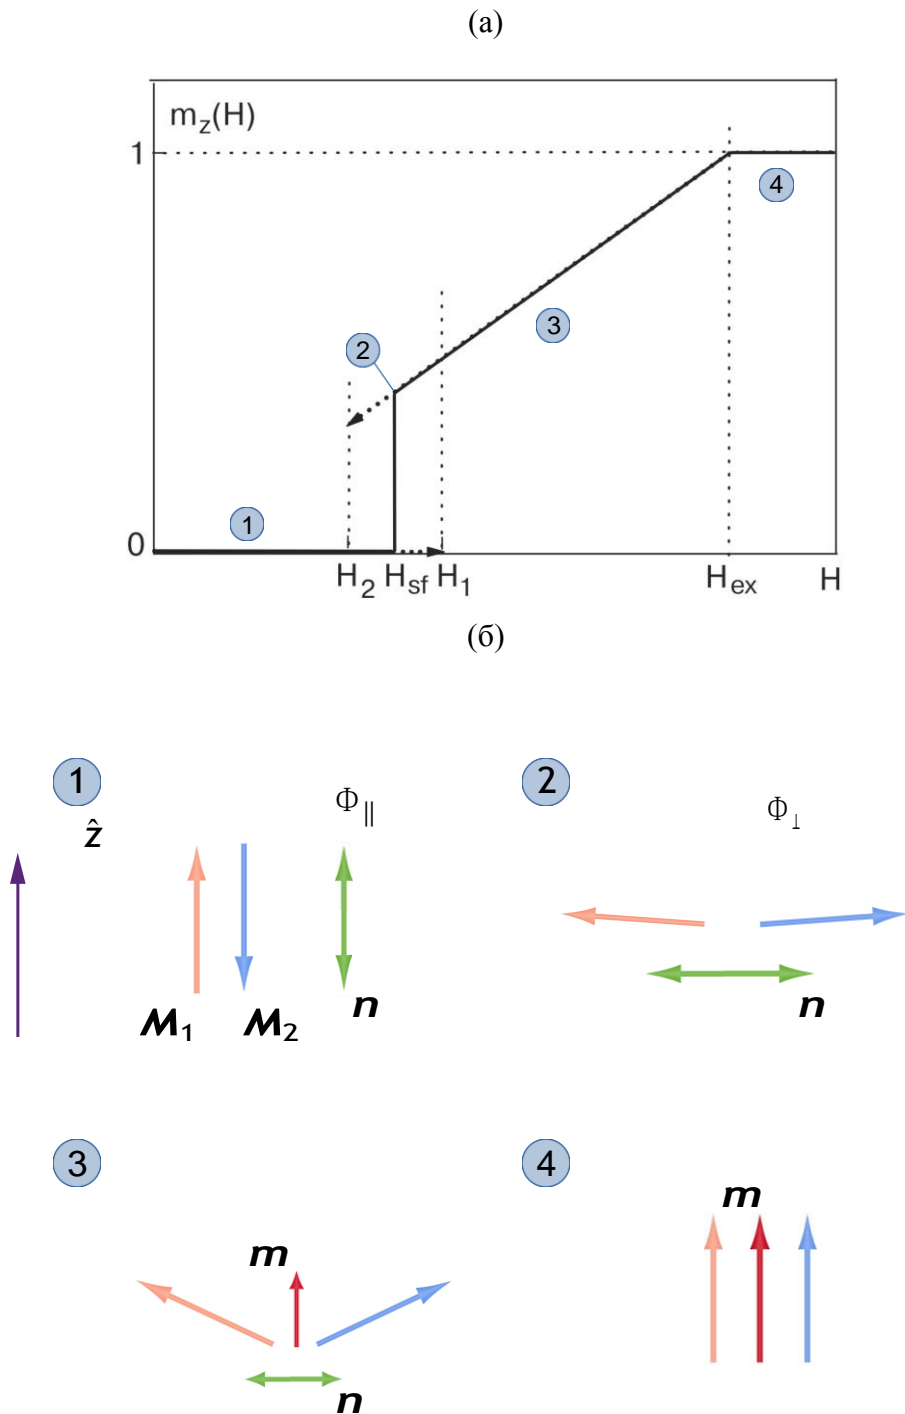 (а)
m_z(H)
1
4
3
2
1
0
H_2 H_sf H_1 H_ex H
(б)
1 Φ_∥ 2
ẑ Φ_⊥
n n
M_1 M_2
3 4
m m
n